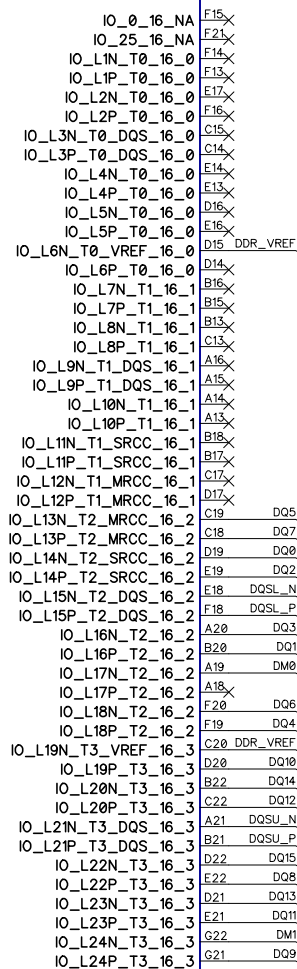 IO_0_16_NA F15
IO_25_16_NA F21
IO_L1N_T0_16_0 F14
IO_L1P_T0_16_0 F13
IO_L2N_T0_16_0 E17
IO_L2P_T0_16_0 F16
IO_L3N_T0_DQS_16_0 C15
IO_L3P_T0_DQS_16_0 C14
IO_L4N_T0_16_0 E14
IO_L4P_T0_16_0 E13
IO_L5N_T0_16_0 D16
IO_L5P_T0_16_0 E16
IO_L6N_T0_VREF_16_0 D15 DDR_VREF
IO_L6P_T0_16_0 D14
IO_L7N_T1_16_1 B16
IO_L7P_T1_16_1 B15
IO_L8N_T1_16_1 B13
IO_L8P_T1_16_1 C13
IO_L9N_T1_DQS_16_1 A16
IO_L9P_T1_DQS_16_1 A15
IO_L10N_T1_16_1 A14
IO_L10P_T1_16_1 A13
IO_L11N_T1_SRCC_16_1 B18
IO_L11P_T1_SRCC_16_1 B17
IO_L12N_T1_MRCC_16_1 C17
IO_L12P_T1_MRCC_16_1 D17
IO_L13N_T2_MRCC_16_2 C19 DQ5
IO_L13P_T2_MRCC_16_2 C18 DQ7
IO_L14N_T2_SRCC_16_2 D19 DQ0
IO_L14P_T2_SRCC_16_2 E19 DQ2
IO_L15N_T2_DQS_16_2 E18 DQSL_N
IO_L15P_T2_DQS_16_2 F18 DQSL_P
IO_L16N_T2_16_2 A20 DQ3
IO_L16P_T2_16_2 B20 DQ1
IO_L17N_T2_16_2 A19 DM0
IO_L17P_T2_16_2 A18
IO_L18N_T2_16_2 F20 DQ6
IO_L18P_T2_16_2 F19 DQ4
IO_L19N_T3_VREF_16_3 C20 DDR_VREF
IO_L19P_T3_16_3 D20 DQ10
IO_L20N_T3_16_3 B22 DQ14
IO_L20P_T3_16_3 C22 DQ12
IO_L21N_T3_DQS_16_3 A21 DQSU_N
IO_L21P_T3_DQS_16_3 B21 DQSU_P
IO_L22N_T3_16_3 D22 DQ15
IO_L22P_T3_16_3 E22 DQ8
IO_L23N_T3_16_3 D21 DQ13
IO_L23P_T3_16_3 E21 DQ11
IO_L24N_T3_16_3 G22 DM1
IO_L24P_T3_16_3 G21 DQ9